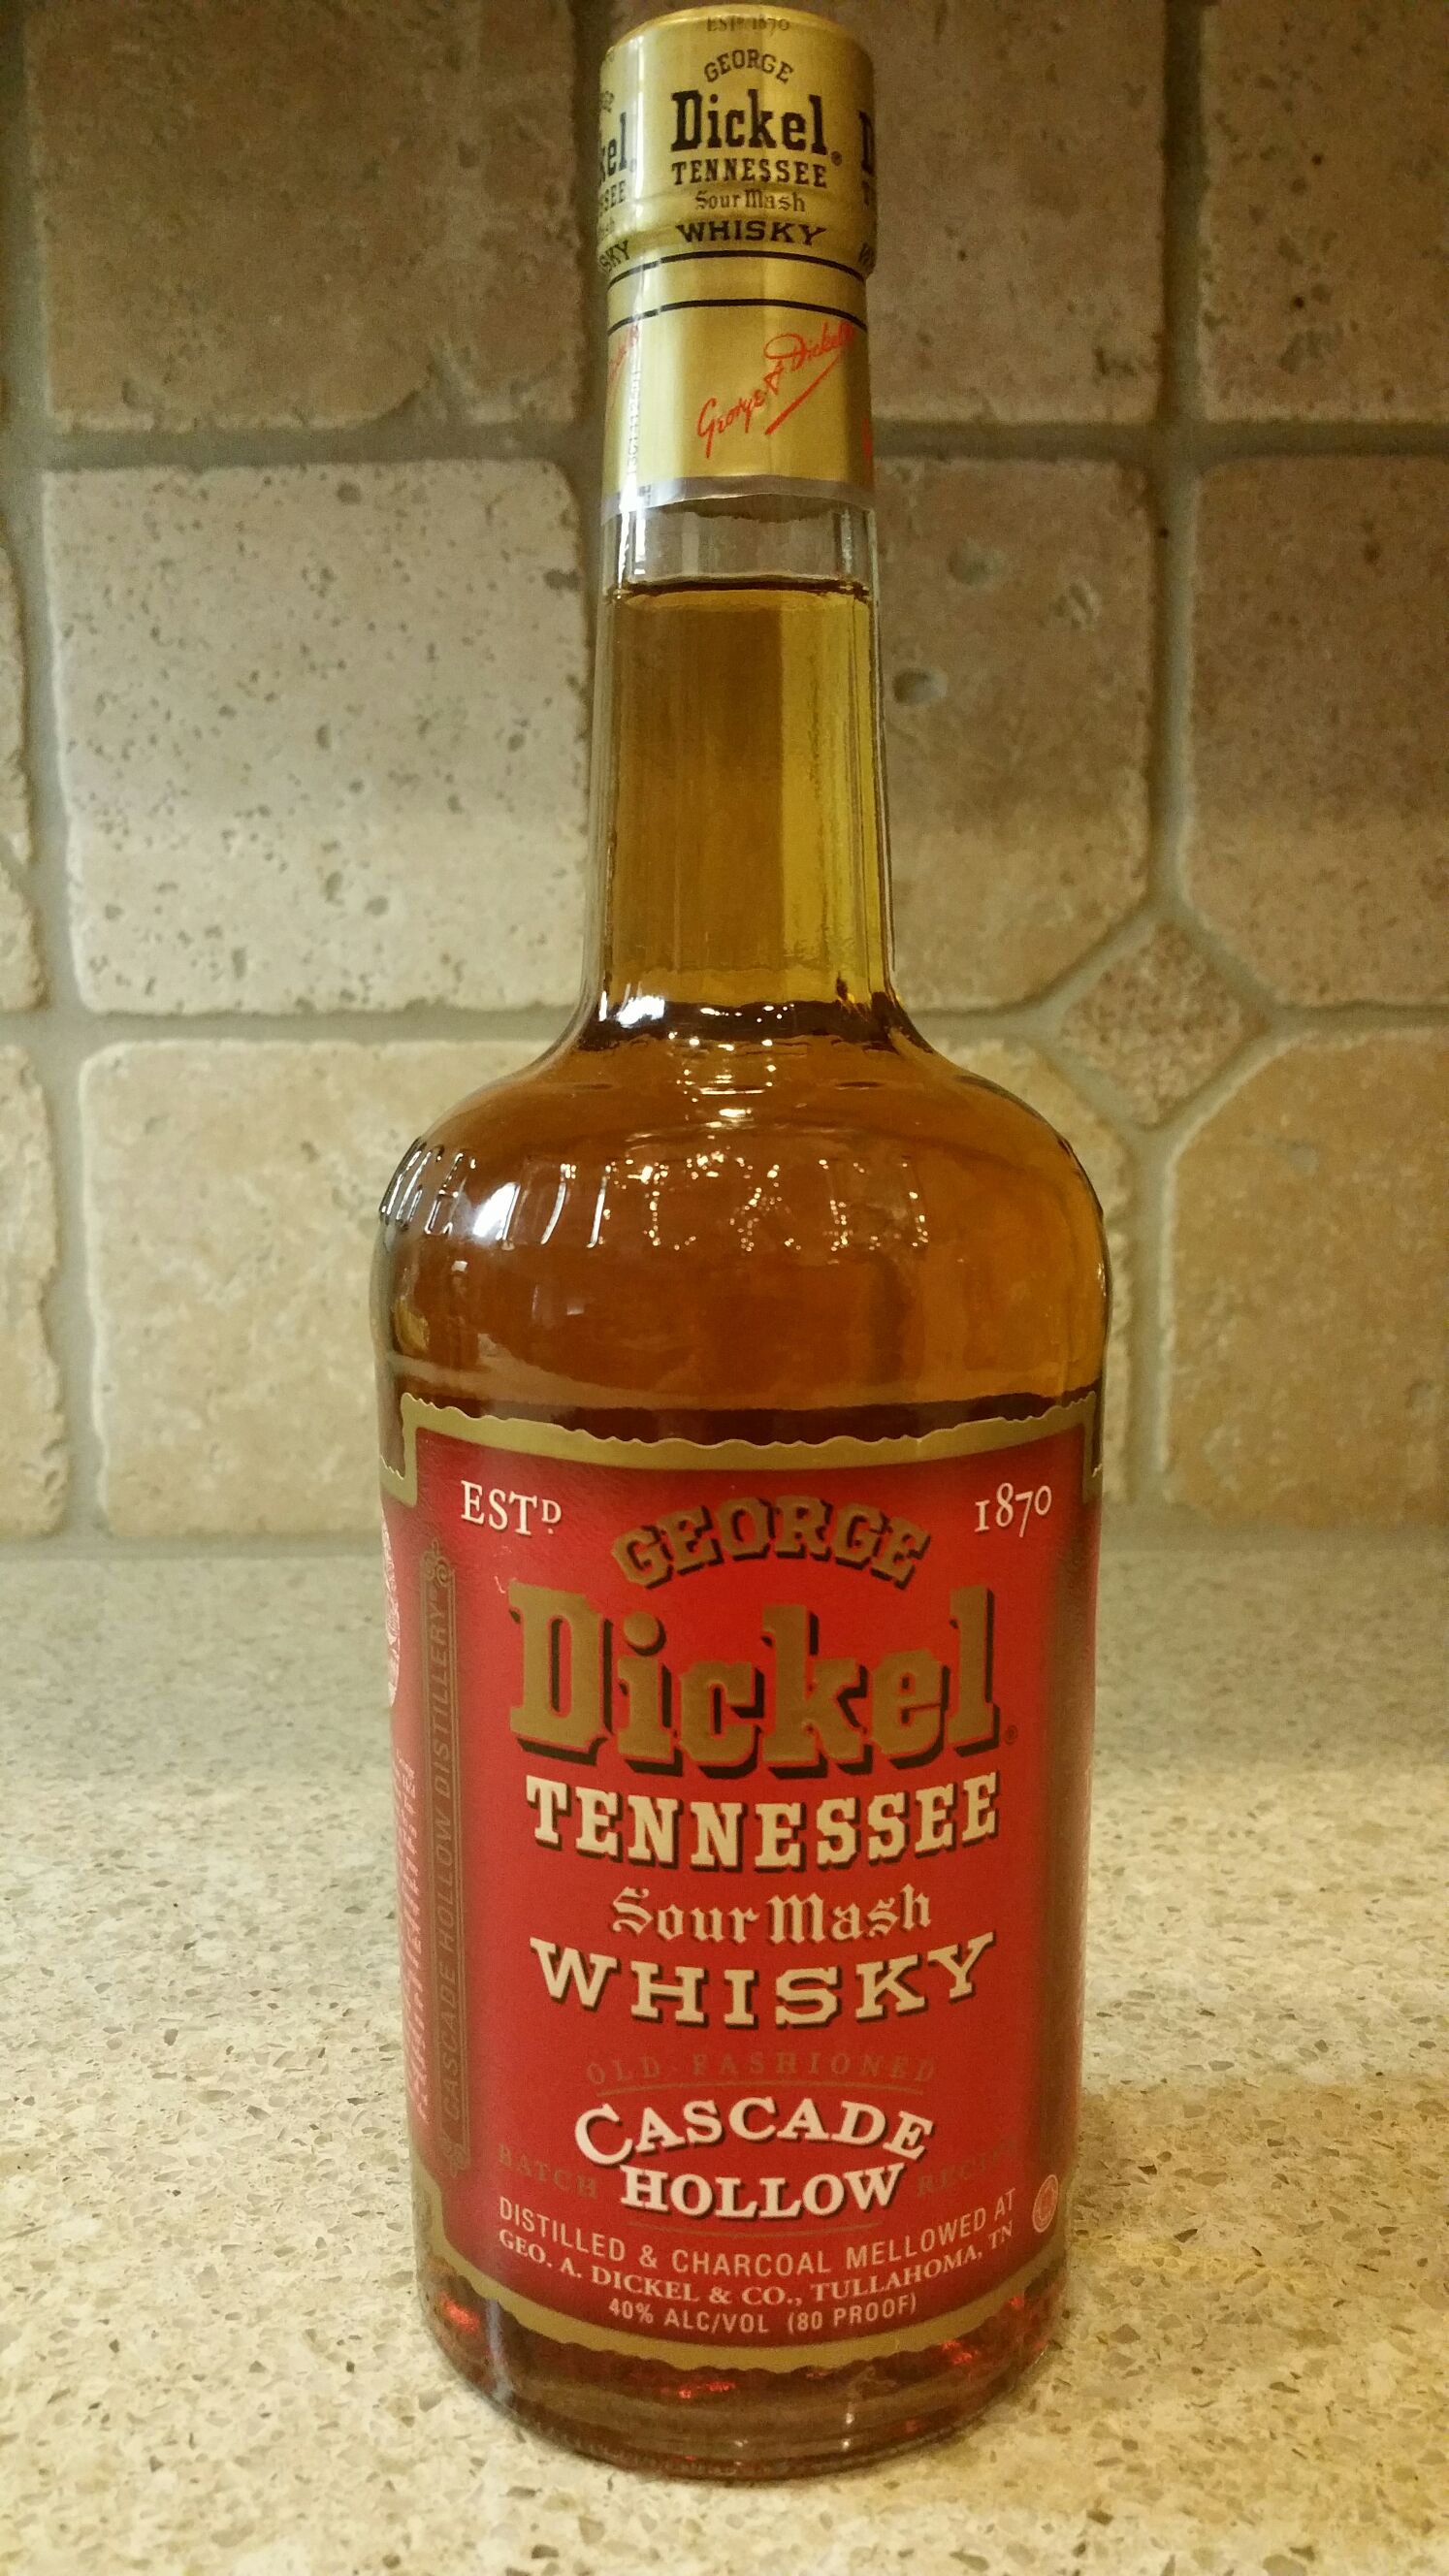 ESTD. 1870
GEORGE
Dickel®
TENNESSEE
Sour Mash
WHISKY
George A Dickel
DICKEL
ESTD. 1870
GEORGE
Dickel®
TENNESSEE
Sour Mash
WHISKY
OLD-FASHIONED
CASCADE
BATCH HOLLOW RECIPE
DISTILLED & CHARCOAL MELLOWED AT
GEO. A. DICKEL & CO., TULLAHOMA, TN
40% ALC/VOL (80 PROOF)
CASCADE HOLLOW DISTILLERY